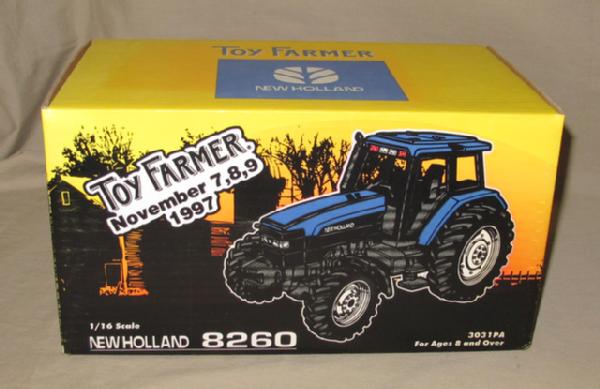 TOY FARMER
NEW HOLLAND
TOY FARMER
November 7,8,9
1997
NEW HOLLAND
1/16 Scale
NEW HOLLAND 8260
3031PA
For Ages 8 and Over